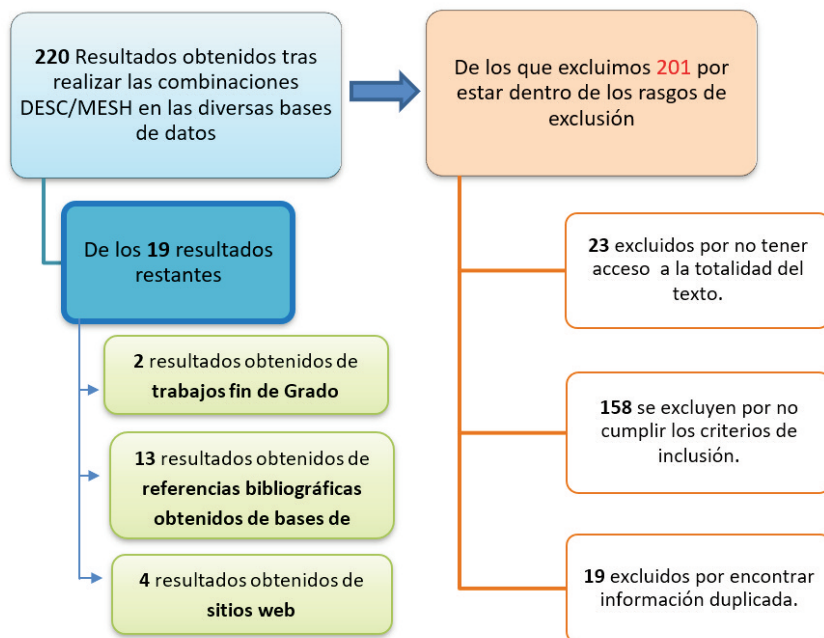 220 Resultados obtenidos tras
realizar las combinaciones
DESC/MESH en las diversas bases
de datos
De los que excluimos 201 por
estar dentro de los rasgos de
exclusión
De los 19 resultados
restantes
2 resultados obtenidos de
trabajos fin de Grado
13 resultados obtenidos de
referencias bibliográficas
obtenidos de bases de
4 resultados obtenidos de
sitios web
23 excluidos por no tener
acceso a la totalidad del
texto.
158 se excluyen por no
cumplir los criterios de
inclusión.
19 excluidos por encontrar
información duplicada.